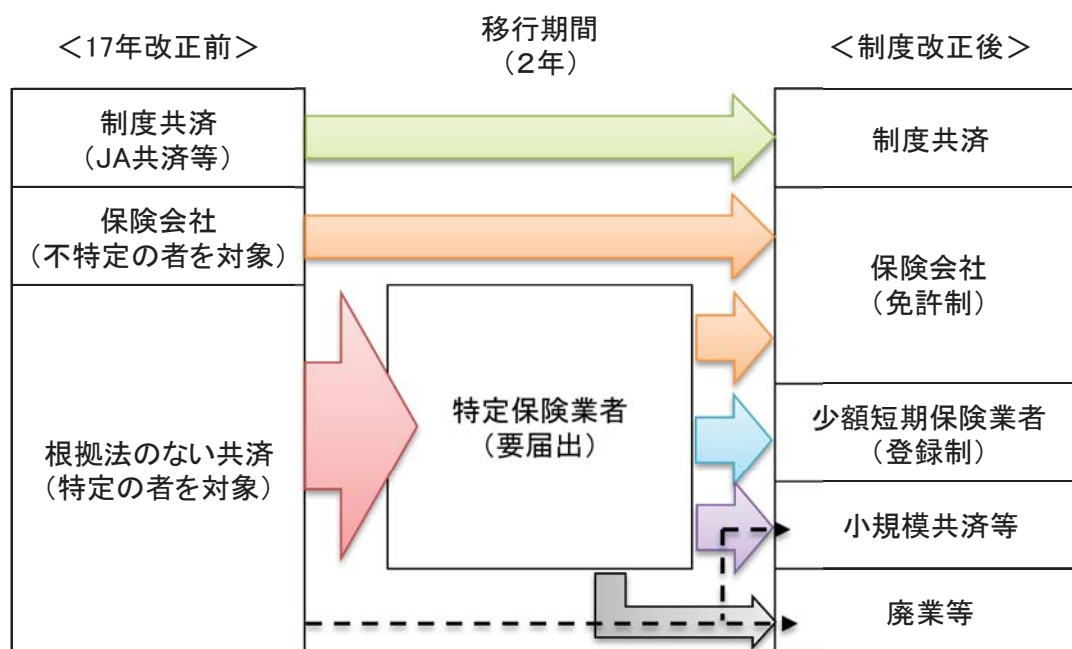 ＜17年改正前＞
移行期間
（２年）
＜制度改正後＞
制度共済
（JA共済等）
保険会社
（不特定の者を対象）
根拠法のない共済
（特定の者を対象）
特定保険業者
（要届出）
制度共済
保険会社
（免許制）
少額短期保険業者
（登録制）
小規模共済等
廃業等